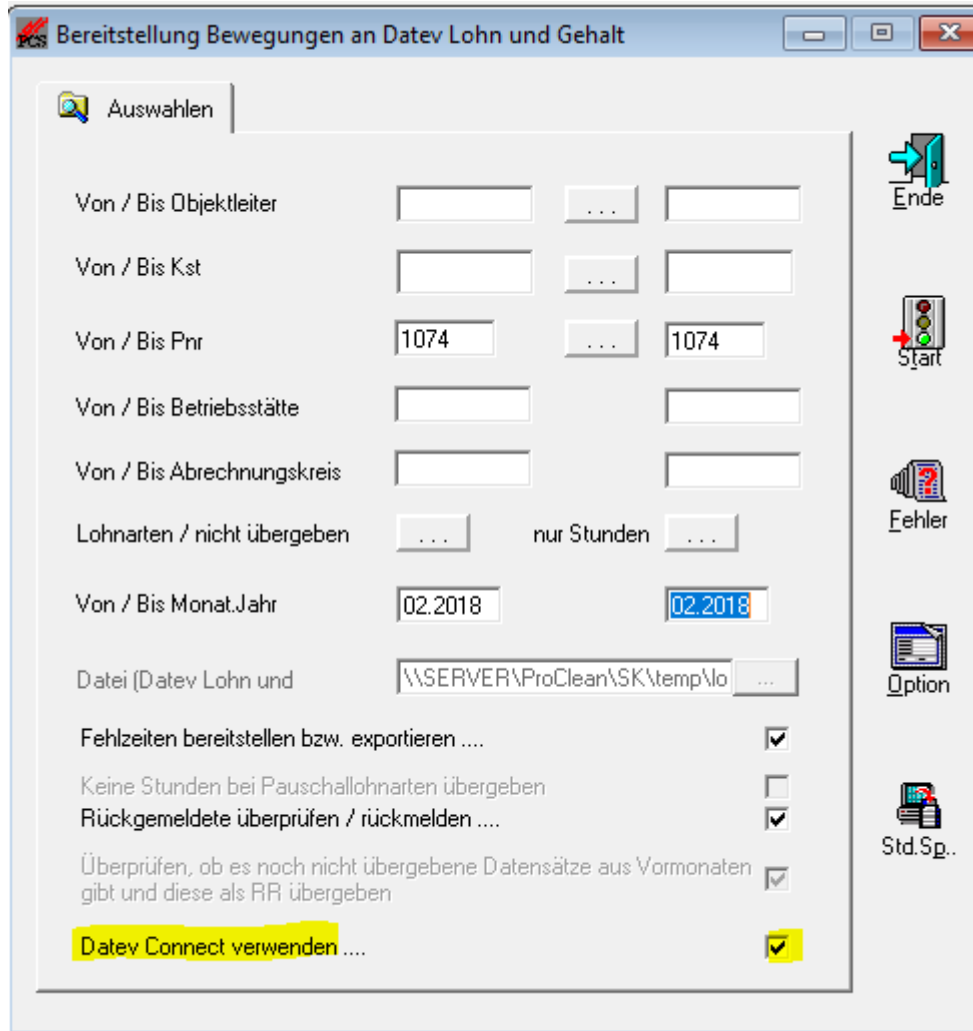 PCS Bereitstellung Bewegungen an Datev Lohn und Gehalt
Auswahlen
Von / Bis Objektleiter ...
Von / Bis Kst ...
Von / Bis Pnr 1074 ... 1074
Von / Bis Betriebsstätte
Von / Bis Abrechnungskreis
Lohnarten / nicht übergeben ... nur Stunden ...
Von / Bis Monat.Jahr 02.2018 02.2018
Datei (Datev Lohn und \\SERVER\ProClean\SK\temp\lo ...
Fehlzeiten bereitstellen bzw. exportieren ....
Keine Stunden bei Pauschallohnarten übergeben
Rückgemeldete überprüfen / rückmelden ....
Überprüfen, ob es noch nicht übergebene Datensätze aus Vormonaten
gibt und diese als RR übergeben
Datev Connect verwenden ....
Ende
Start
Fehler
Option
Std.Sp..